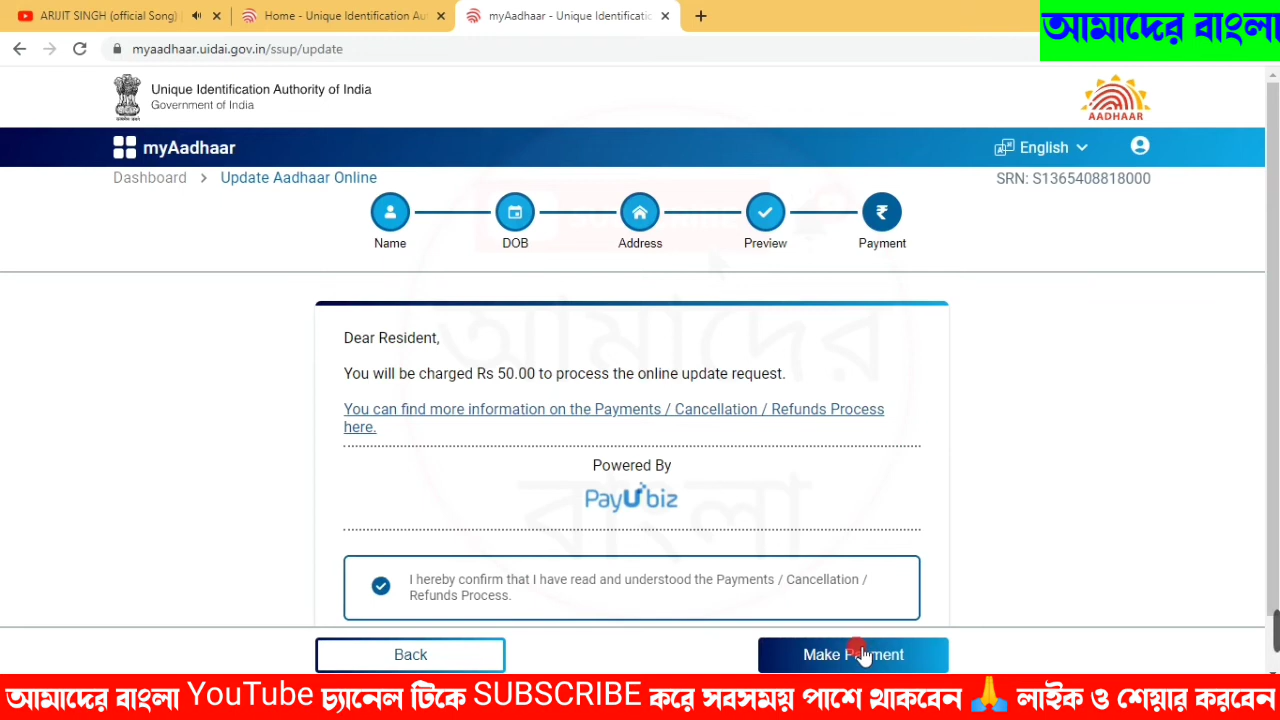 ARIJIT SINGH (official Song)
Home - Unique Identification Au
myAadhaar - Unique Identificatio
আমাদের বাংলা
myaadhaar.uidai.gov.in/ssup/update
Unique Identification Authority of India
Government of India
AADHAAR
myAadhaar
English
Dashboard > Update Aadhaar Online
SRN: S1365408818000
Name
DOB
Address
Preview
Payment
আমাদের
বাংলা
Dear Resident,
You will be charged Rs 50.00 to process the online update request.
You can find more information on the Payments / Cancellation / Refunds Process
here.
Powered By
PayUbiz
I hereby confirm that I have read and understood the Payments / Cancellation /
Refunds Process.
Back
Make Payment
আমাদের বাংলা YouTube চ্যানেল টিকে SUBSCRIBE করে সবসময় পাশে থাকবেন 🙏 লাইক ও শেয়ার করবেন